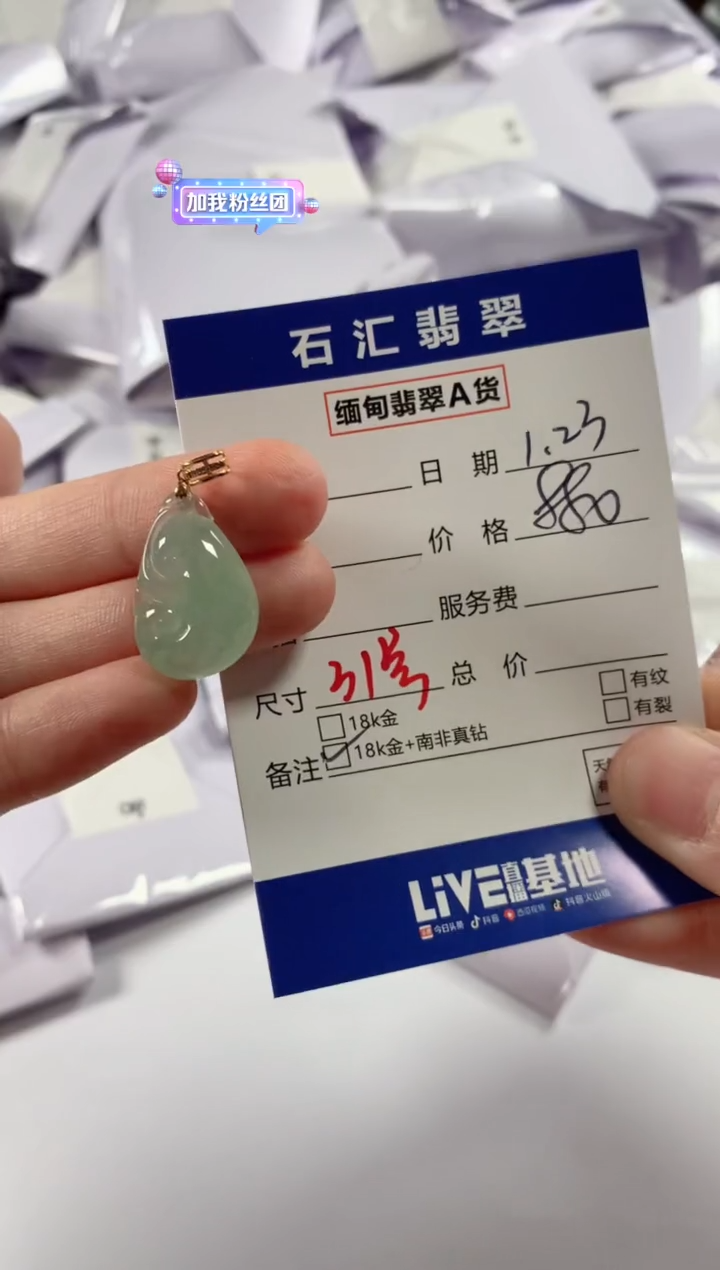 加我粉丝团
石汇翡翠
缅甸翡翠A货
日 期 1.23
价 格
服务费
尺寸 31号 总 价
18k金 有纹
备注 18k金+南非真钻 有裂
LiVE直播基地
今日头条 抖音 西瓜视频 抖音火山版